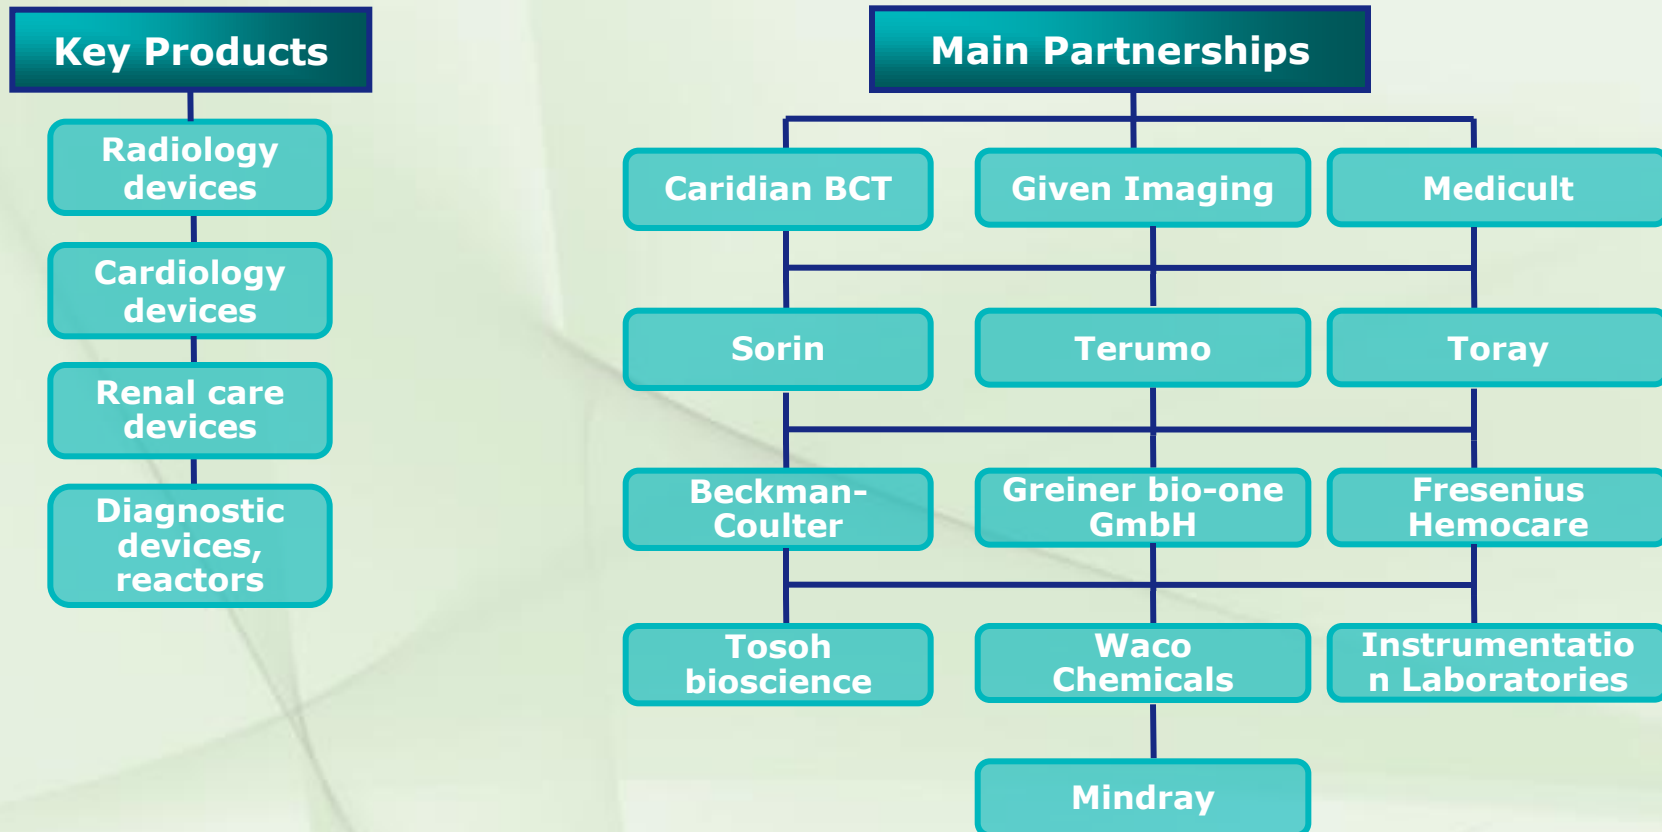 Key Products
Radiology
devices
Cardiology
devices
Renal care
devices
Diagnostic
devices,
reactors
Main Partnerships
Caridian BCT
Given Imaging
Medicult
Sorin
Terumo
Toray
Beckman-
Coulter
Greiner bio-one
GmbH
Fresenius
Hemocare
Tosoh
bioscience
Waco
Chemicals
Instrumentatio
n Laboratories
Mindray